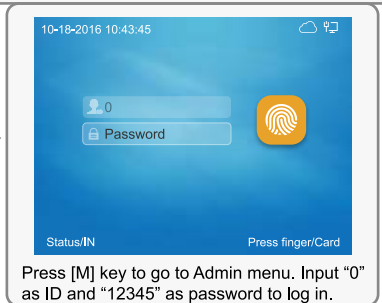 10-18-2016 10:43:45
0
Password
Status/IN
Press finger/Card
Press [M] key to go to Admin menu. Input “0”
as ID and “12345” as password to log in.